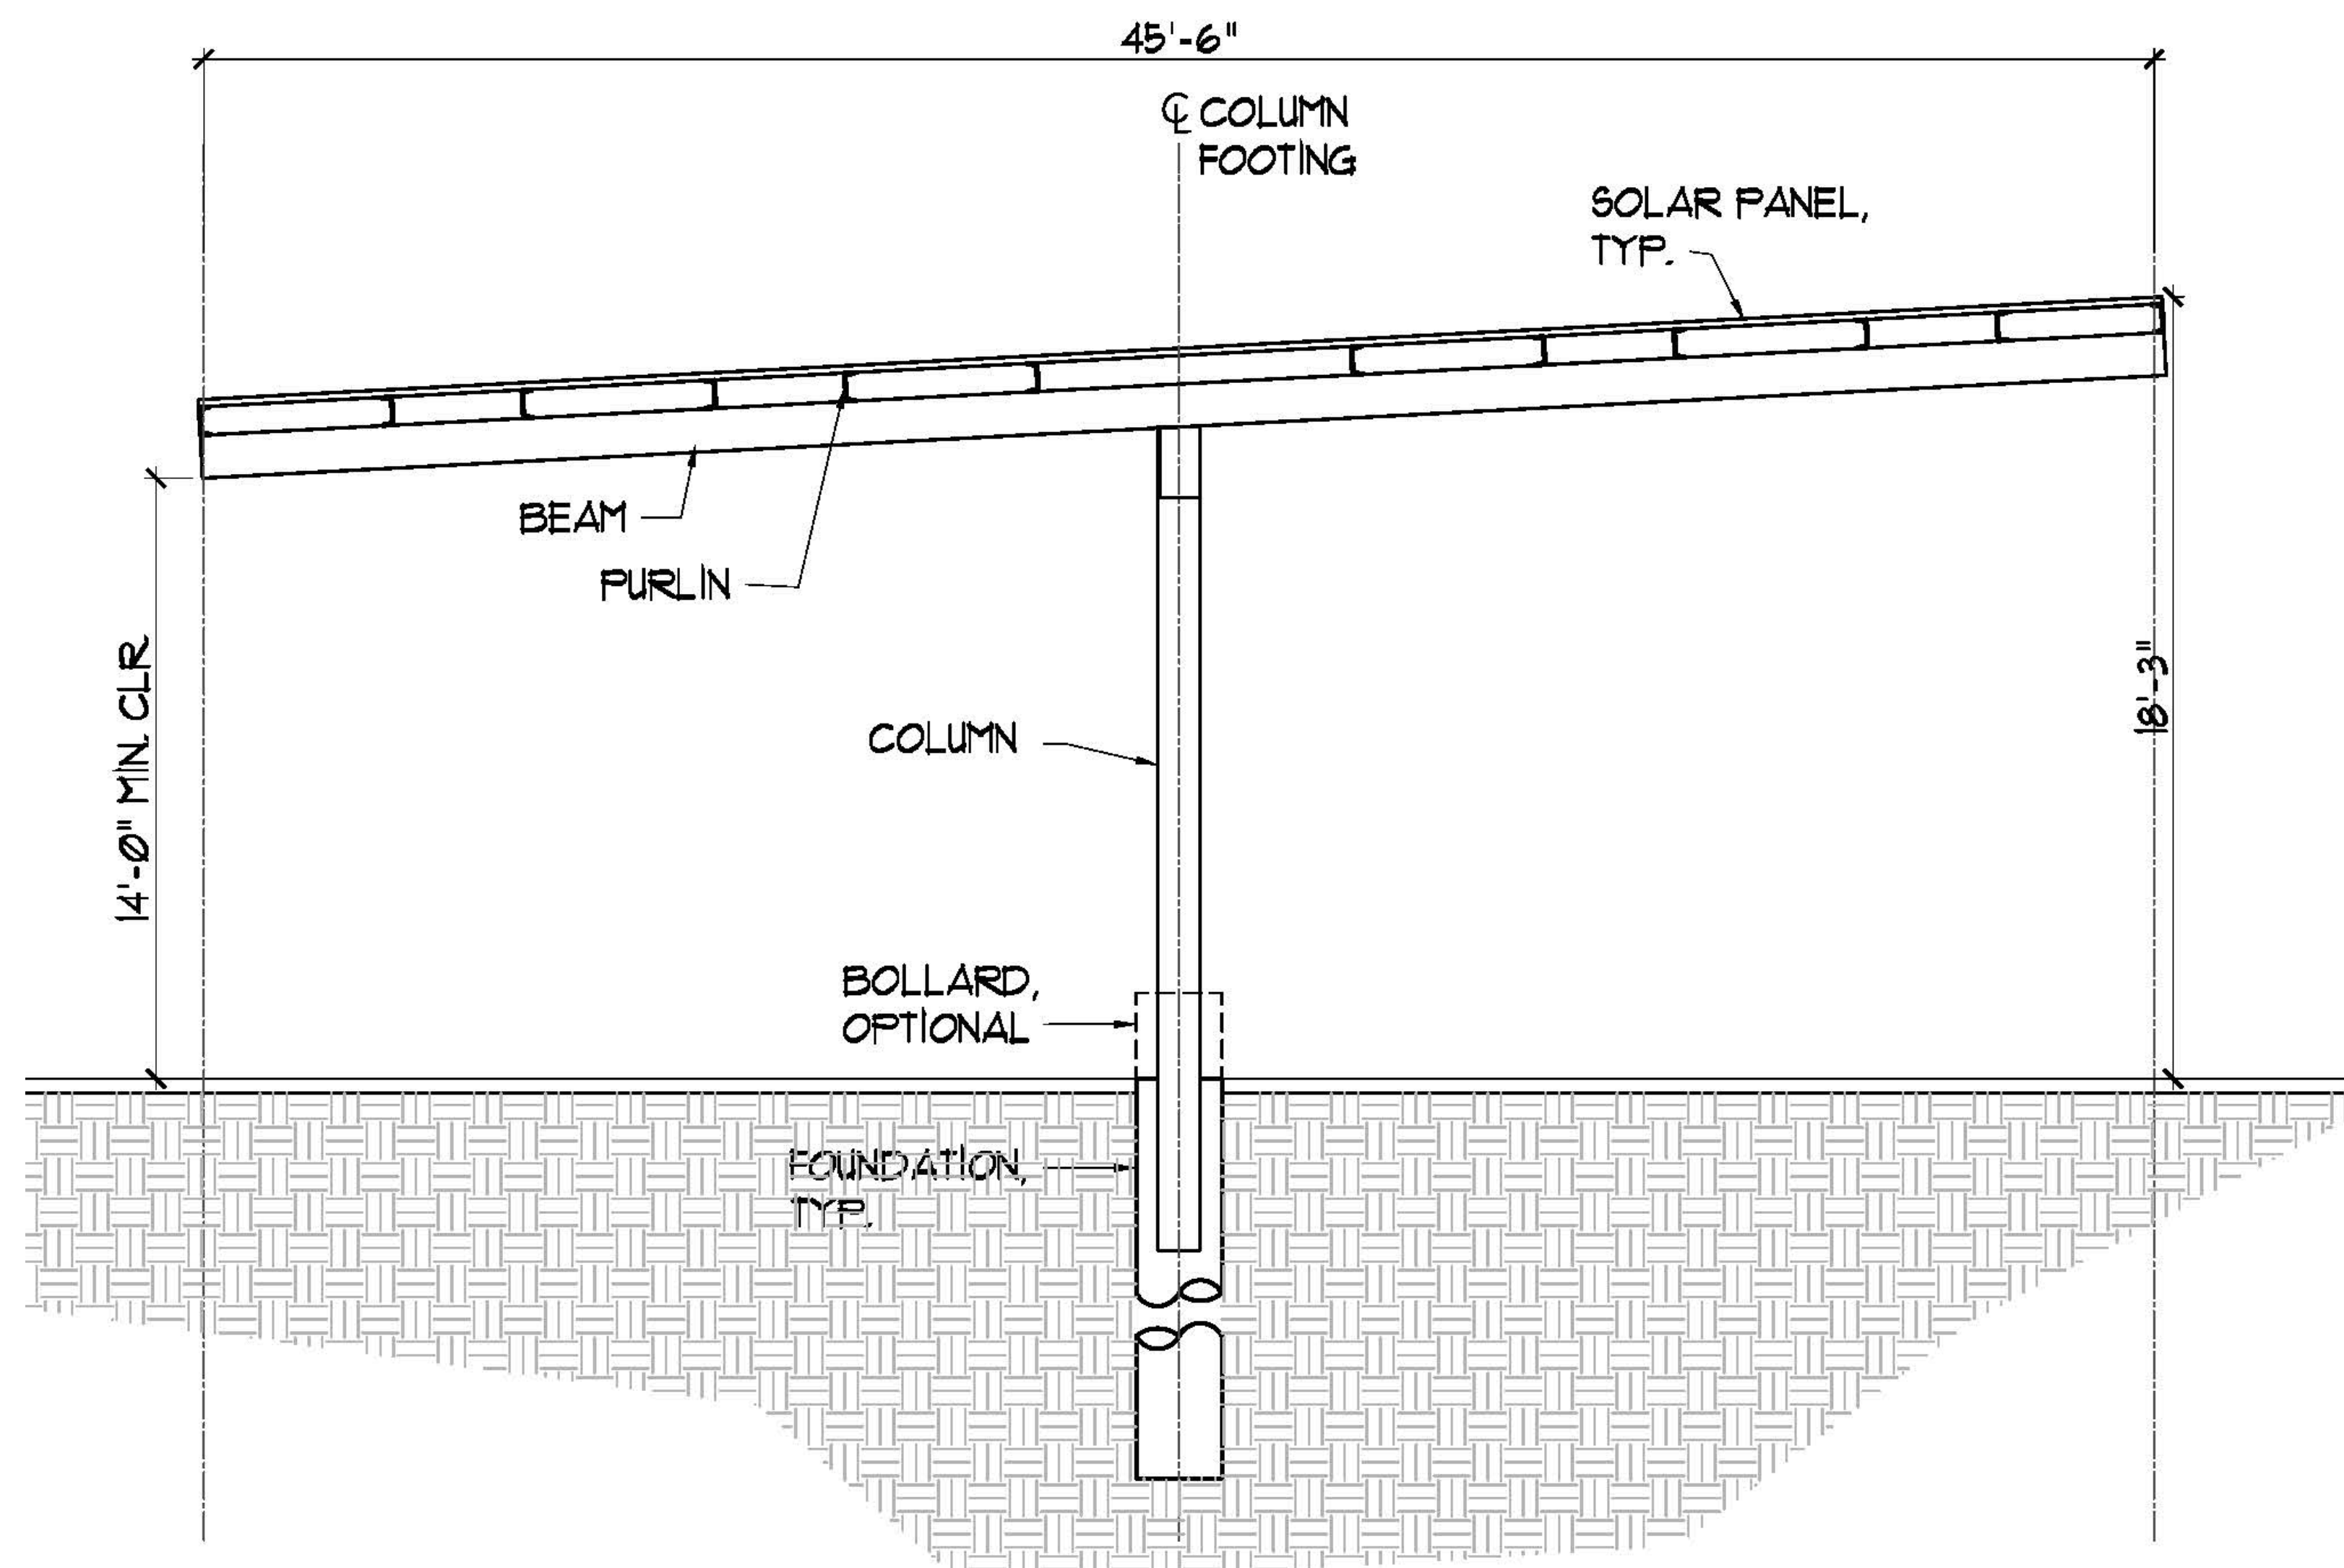 45'-6"
℄ COLUMN
FOOTING
SOLAR PANEL,
TYP.
BEAM
PURLIN
14'-0" MIN. CLR.
18'-3"
COLUMN
BOLLARD,
OPTIONAL
FOUNDATION,
TYP.